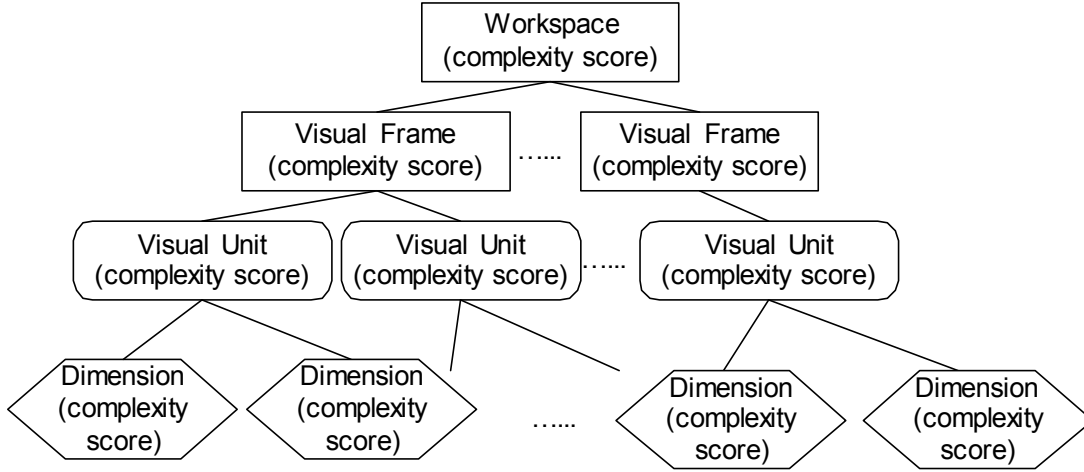 Workspace
(complexity score)
Visual Frame
(complexity score)
…....
Visual Frame
(complexity score)
Visual Unit
(complexity score)
Visual Unit
(complexity score)
…....
Visual Unit
(complexity score)
Dimension
(complexity
score)
Dimension
(complexity
score)
…....
Dimension
(complexity
score)
Dimension
(complexity
score)